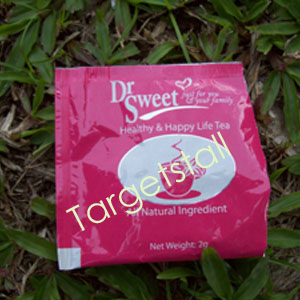 Dr
Sweet
just for you
& your family
Healthy & Happy Life Tea
Targetstall
All Natural Ingredient
Net Weight: 2g